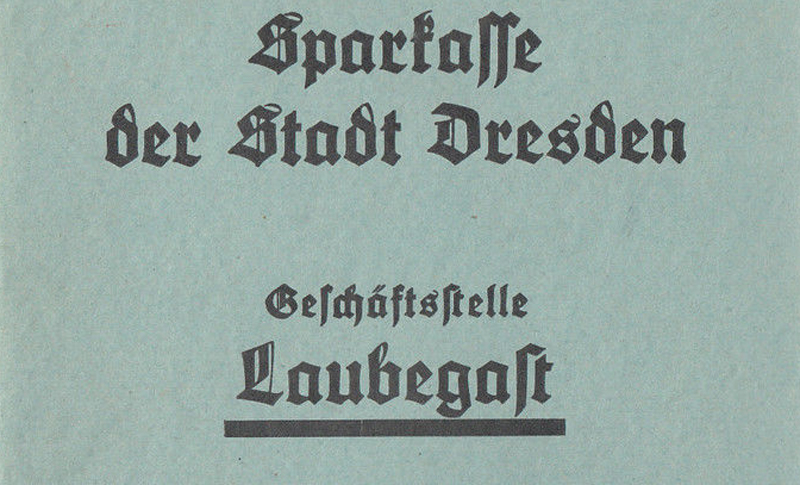 Sparkasse
der Stadt Dresden
Geschäftsstelle
Laubegast